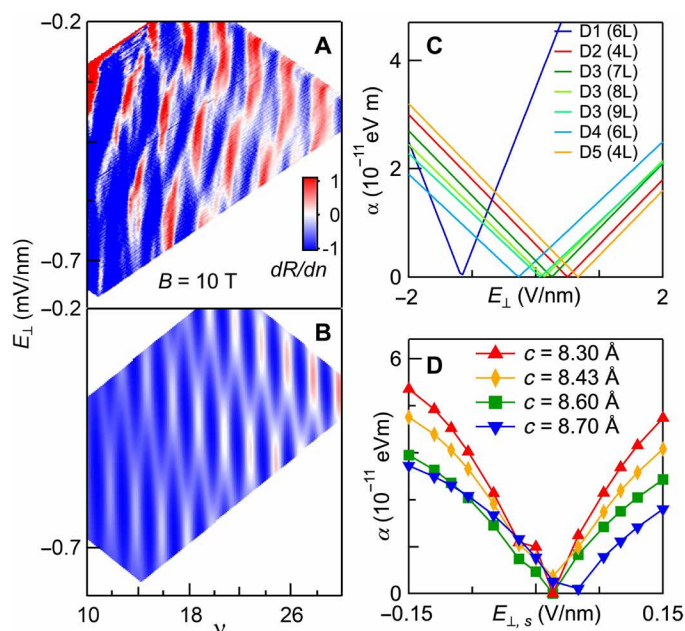 −0.2
A
1
0
-1
B = 10 T
dR/dn
−0.7
−0.2
B
−0.7
E⊥ (mV/nm)
10
18
26
ν
C
D1 (6L)
D2 (4L)
D3 (7L)
D3 (8L)
D3 (9L)
D4 (6L)
D5 (4L)
4
2
0
α (10⁻¹¹ eV m)
−2
E⊥ (V/nm)
2
D
c = 8.30 Å
c = 8.43 Å
c = 8.60 Å
c = 8.70 Å
6
0
α (10⁻¹¹ eVm)
−0.15
E⊥, s (V/nm)
0.15